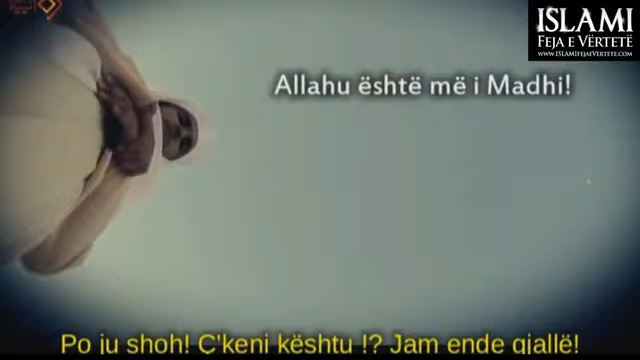 ISLAMI
FEJA E VËRTETË
WWW.ISLAMIFEJAEVERTETE.COM
Allahu është më i Madhi!
Po ju shoh! Ç'keni kështu !? Jam ende gjallë!